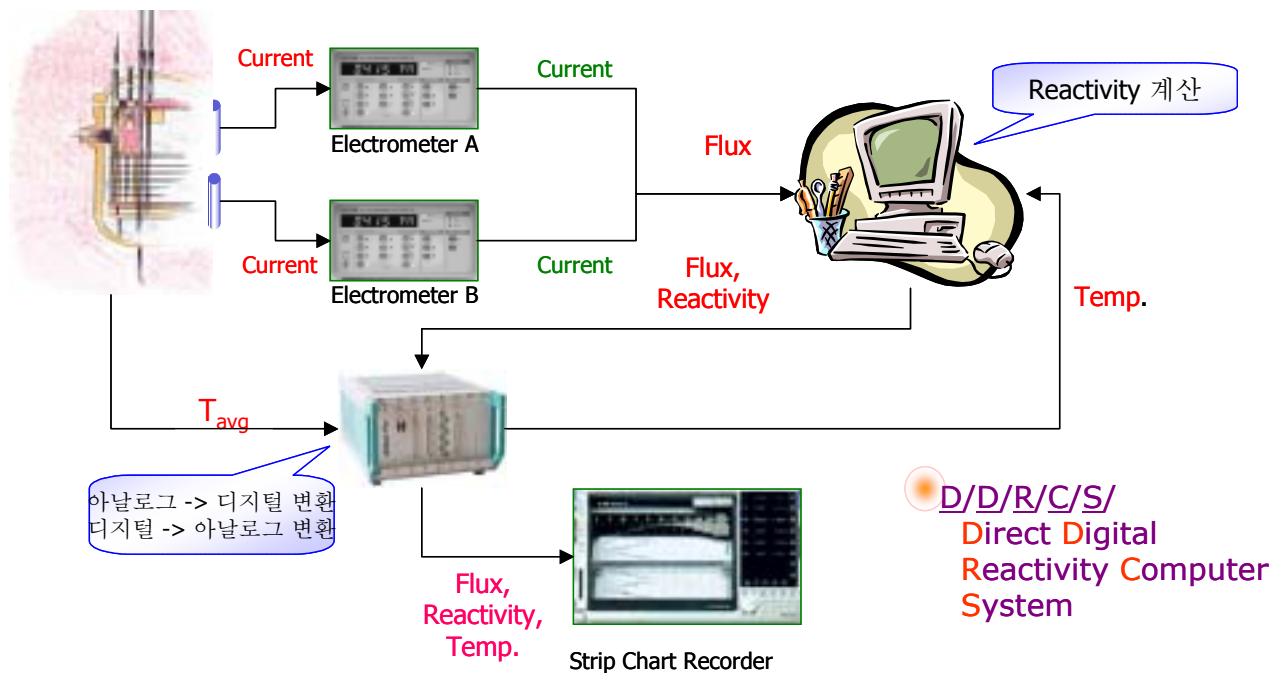 Current
Current
Reactivity 계산
Electrometer A
Flux
Current
Current
Electrometer B
Flux,
Reactivity
Temp.
Tavg
아날로그 -> 디지털 변환
디지털 -> 아날로그 변환
D/D/R/C/S/
Direct Digital
Reactivity Computer
System
Flux,
Reactivity,
Temp.
Strip Chart Recorder